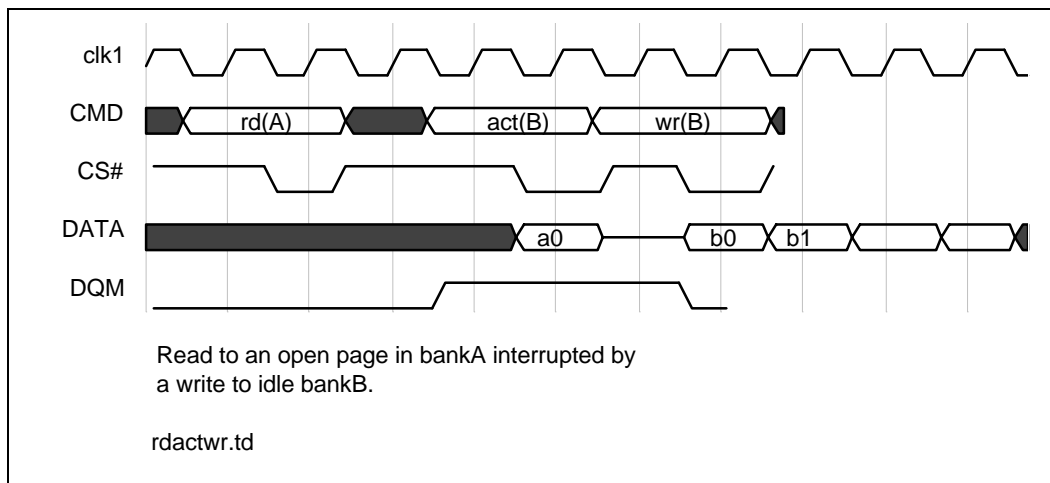 clk1
CMD rd(A) act(B) wr(B)
CS#
DATA a0 b0 b1
DQM
Read to an open page in bankA interrupted by
a write to idle bankB.
rdactwr.td